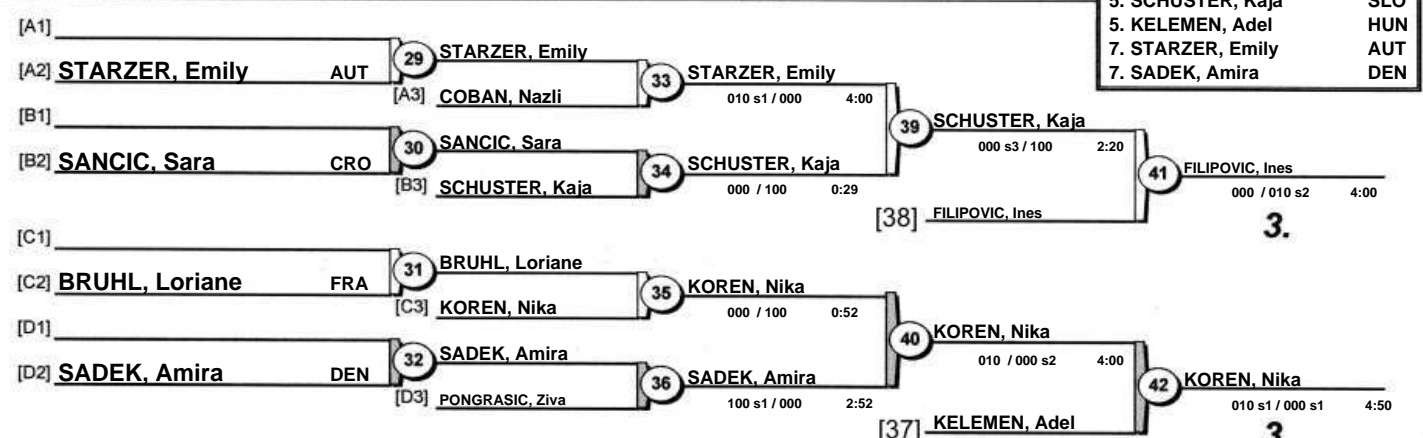 5. SCHUSTER, Kaja SLO
5. KELEMEN, Adel HUN
7. STARZER, Emily AUT
7. SADEK, Amira DEN
[A1]
[A2] STARZER, Emily AUT
29
STARZER, Emily
[A3] COBAN, Nazli
33
STARZER, Emily
010 s1 / 000 4:00
[B1]
[B2] SANCIC, Sara CRO
30
SANCIC, Sara
[B3] SCHUSTER, Kaja
34
SCHUSTER, Kaja
000 / 100 0:29
39
SCHUSTER, Kaja
000 s3 / 100 2:20
[38] FILIPOVIC, Ines
41
FILIPOVIC, Ines
000 / 010 s2 4:00
3.
[C1]
[C2] BRUHL, Loriane FRA
31
BRUHL, Loriane
[C3] KOREN, Nika
35
KOREN, Nika
000 / 100 0:52
[D1]
[D2] SADEK, Amira DEN
32
SADEK, Amira
[D3] PONGRASIC, Ziva
36
SADEK, Amira
100 s1 / 000 2:52
40
KOREN, Nika
010 / 000 s2 4:00
[37] KELEMEN, Adel
42
KOREN, Nika
010 s1 / 000 s1 4:50
3